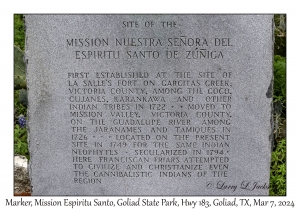 SITE OF THE
MISSION NUESTRA SEÑORA DEL
ESPIRITU SANTO DE ZÚÑIGA
FIRST ESTABLISHED AT THE SITE OF
LA SALLE'S FORT ON GARCITAS CREEK,
VICTORIA COUNTY, AMONG THE COCO,
CUJANES, KARANKAWA AND OTHER
INDIAN TRIBES IN 1722 • MOVED TO
MISSION VALLEY, VICTORIA COUNTY,
ON THE GUADALUPE RIVER AMONG
THE JARANAMES AND TAMIQUES IN
1726 • LOCATED ON THE PRESENT
SITE IN 1749 FOR THE SAME INDIAN
NEOPHYTES • SECULARIZED IN 1794
HERE FRANCISCAN FRIARS ATTEMPTED
TO CIVILIZE AND CHRISTIANIZE EVEN
THE CANNIBALISTIC INDIANS OF THE
REGION
© Larry L Jacks
Marker, Mission Espiritu Santo, Goliad State Park, Hwy 183, Goliad, TX, Mar 7, 2024